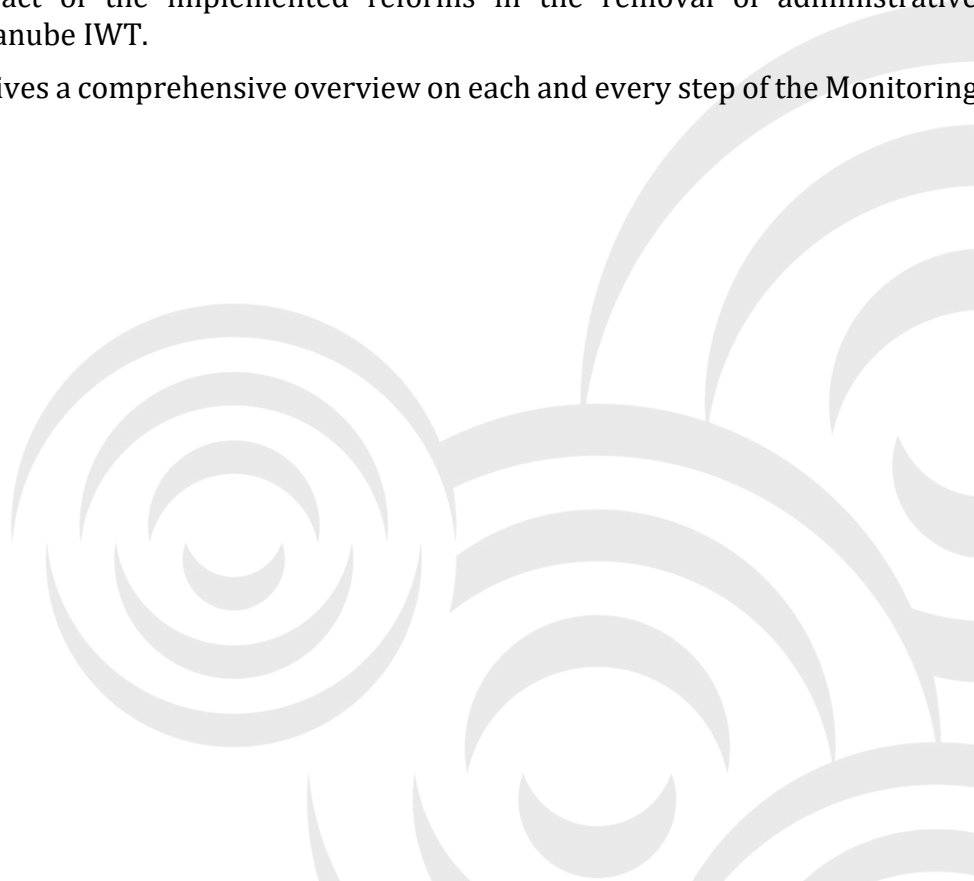 of the implemented reforms in the removal of administrative
anube IWT.
ives a comprehensive overview on each and every step of the Monitoring